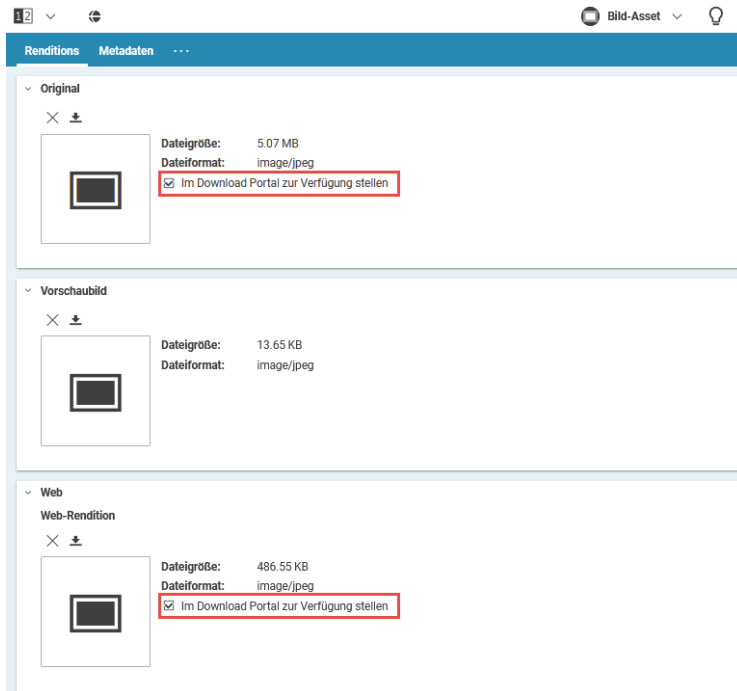 12
Bild-Asset
Renditions Metadaten ...
Original
Dateigröße: 5.07 MB
Dateiformat: image/jpeg
Im Download Portal zur Verfügung stellen
Vorschaubild
Dateigröße: 13.65 KB
Dateiformat: image/jpeg
Web
Web-Rendition
Dateigröße: 486.55 KB
Dateiformat: image/jpeg
Im Download Portal zur Verfügung stellen